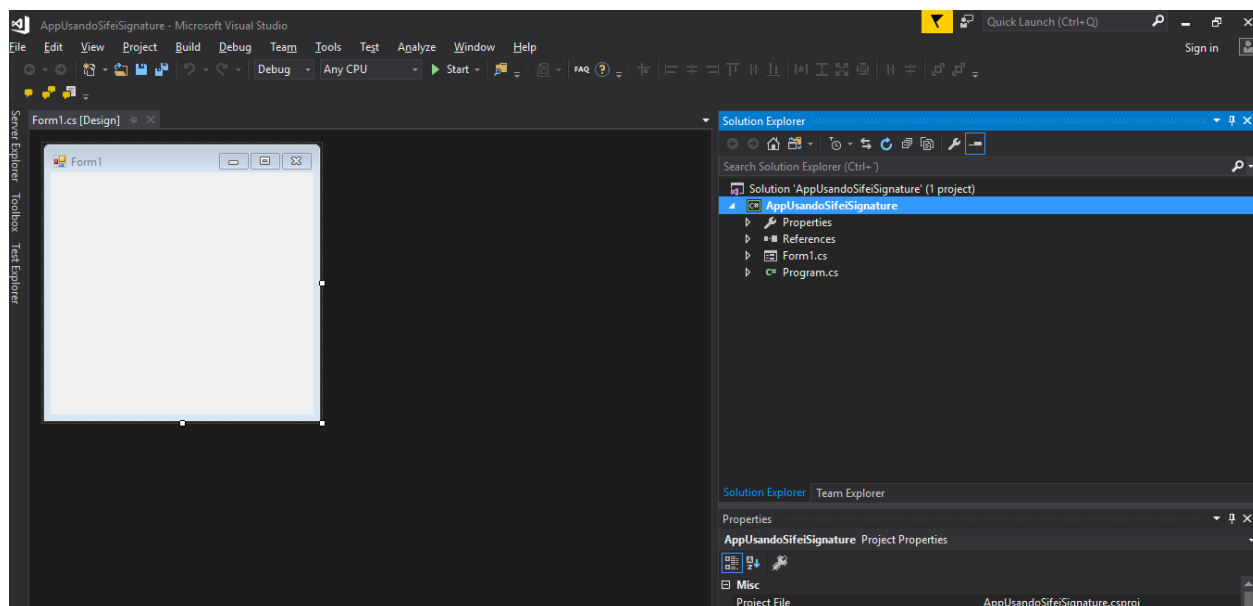 AppUsandoSifeiSignature - Microsoft Visual Studio
Quick Launch (Ctrl+Q)
File Edit View Project Build Debug Team Tools Test Analyze Window Help
Sign in
Debug Any CPU Start FAQ
Server Explorer
Toolbox
Test Explorer
Form1.cs [Design]
Form1
Solution Explorer
Search Solution Explorer (Ctrl+¨)
Solution 'AppUsandoSifeiSignature' (1 project)
C# AppUsandoSifeiSignature
Properties
References
Form1.cs
C# Program.cs
Solution Explorer Team Explorer
Properties
AppUsandoSifeiSignature Project Properties
Misc
Project File AppUsandoSifeiSignature.csproj